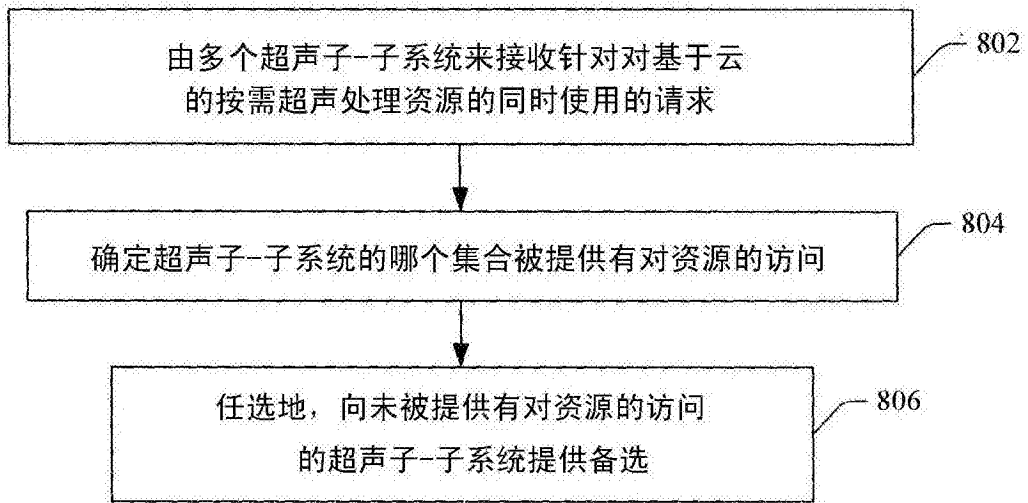 由多个超声子-子系统来接收针对对基于云
的按需超声处理资源的同时使用的请求
802
确定超声子-子系统的哪个集合被提供有对资源的访问
804
任选地，向未被提供有对资源的访问
的超声子-子系统提供备选
806